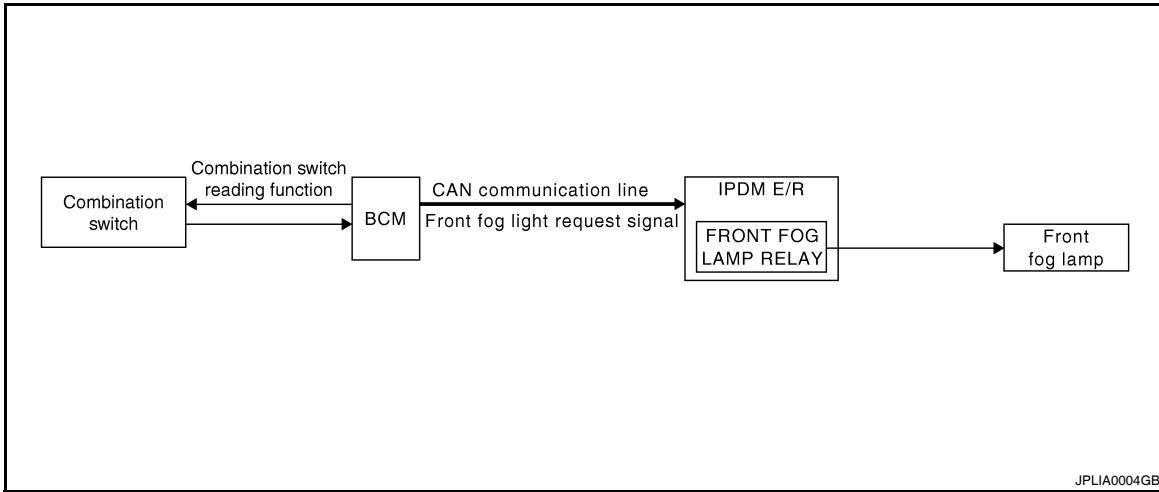 Combination switch
reading function
Combination
switch
BCM
CAN communication line
Front fog light request signal
IPDM E/R
FRONT FOG
LAMP RELAY
Front
fog lamp
JPLIA0004GB